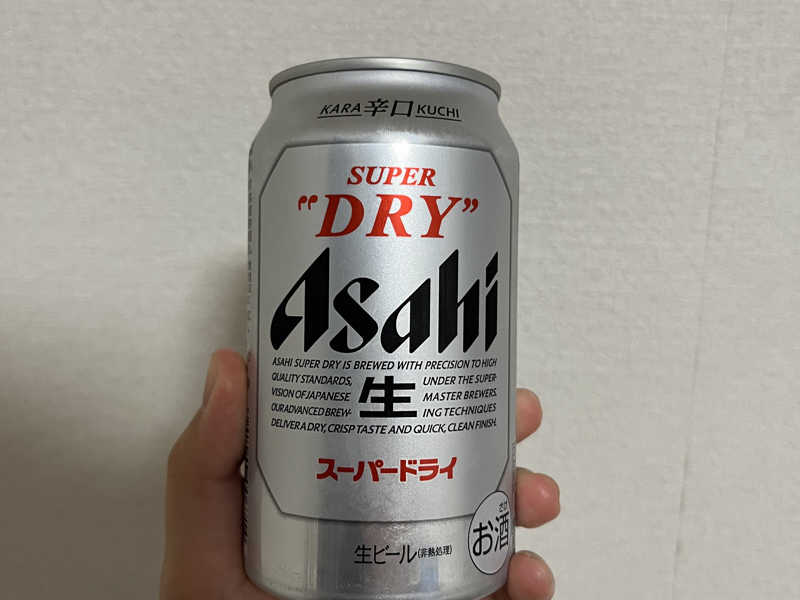 KARA 辛口 KUCHI
SUPER
“DRY”
Asahi
ASAHI SUPER DRY IS BREWED WITH PRECISION TO HIGH
QUALITY STANDARDS, UNDER THE SUPER-
VISION OF JAPANESE 生 MASTER BREWERS.
OUR ADVANCED BREW- ING TECHNIQUES
DELIVER A DRY, CRISP TASTE AND QUICK, CLEAN FINISH.
スーパードライ
さけ
お酒
生ビール(非熱処理)